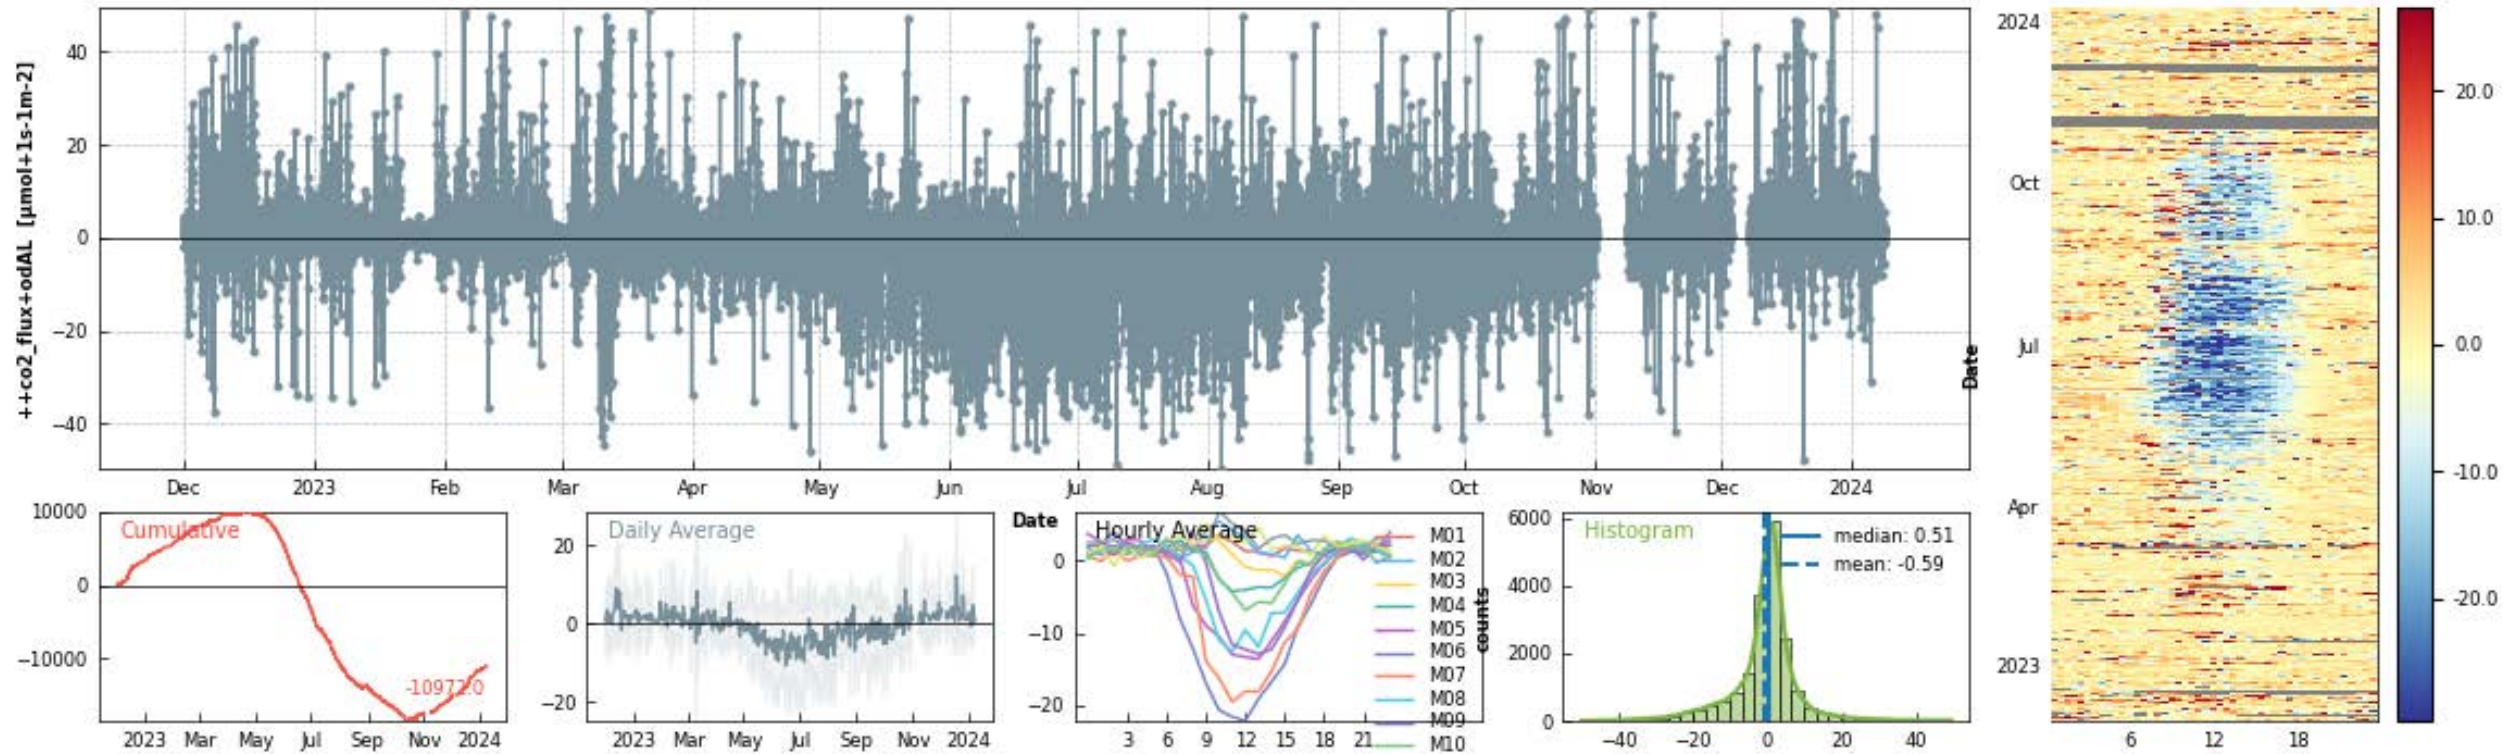 ++co2_flux+odAL [µmol+1s-1m-2]
40
20
0
−20
−40
Dec 2023 Feb Mar Apr May Jun Jul Aug Sep Oct Nov Dec 2024
Date
Cumulative
10000
0
−10000
-10972.0
2023 Mar May Jul Sep Nov 2024
Daily Average
20
0
−20
2023 Mar May Jul Sep Nov 2024
Date
Hourly Average
0
−10
−20
3 6 9 12 15 18 21
M01
M02
M03
M04
M05
M06
M07
M08
M09
M10
counts
Histogram
6000
4000
2000
0
−40 −20 0 20 40
median: 0.51
mean: -0.59
2024
Oct
Jul
Apr
2023
6 12 18
20.0
10.0
0.0
-10.0
-20.0